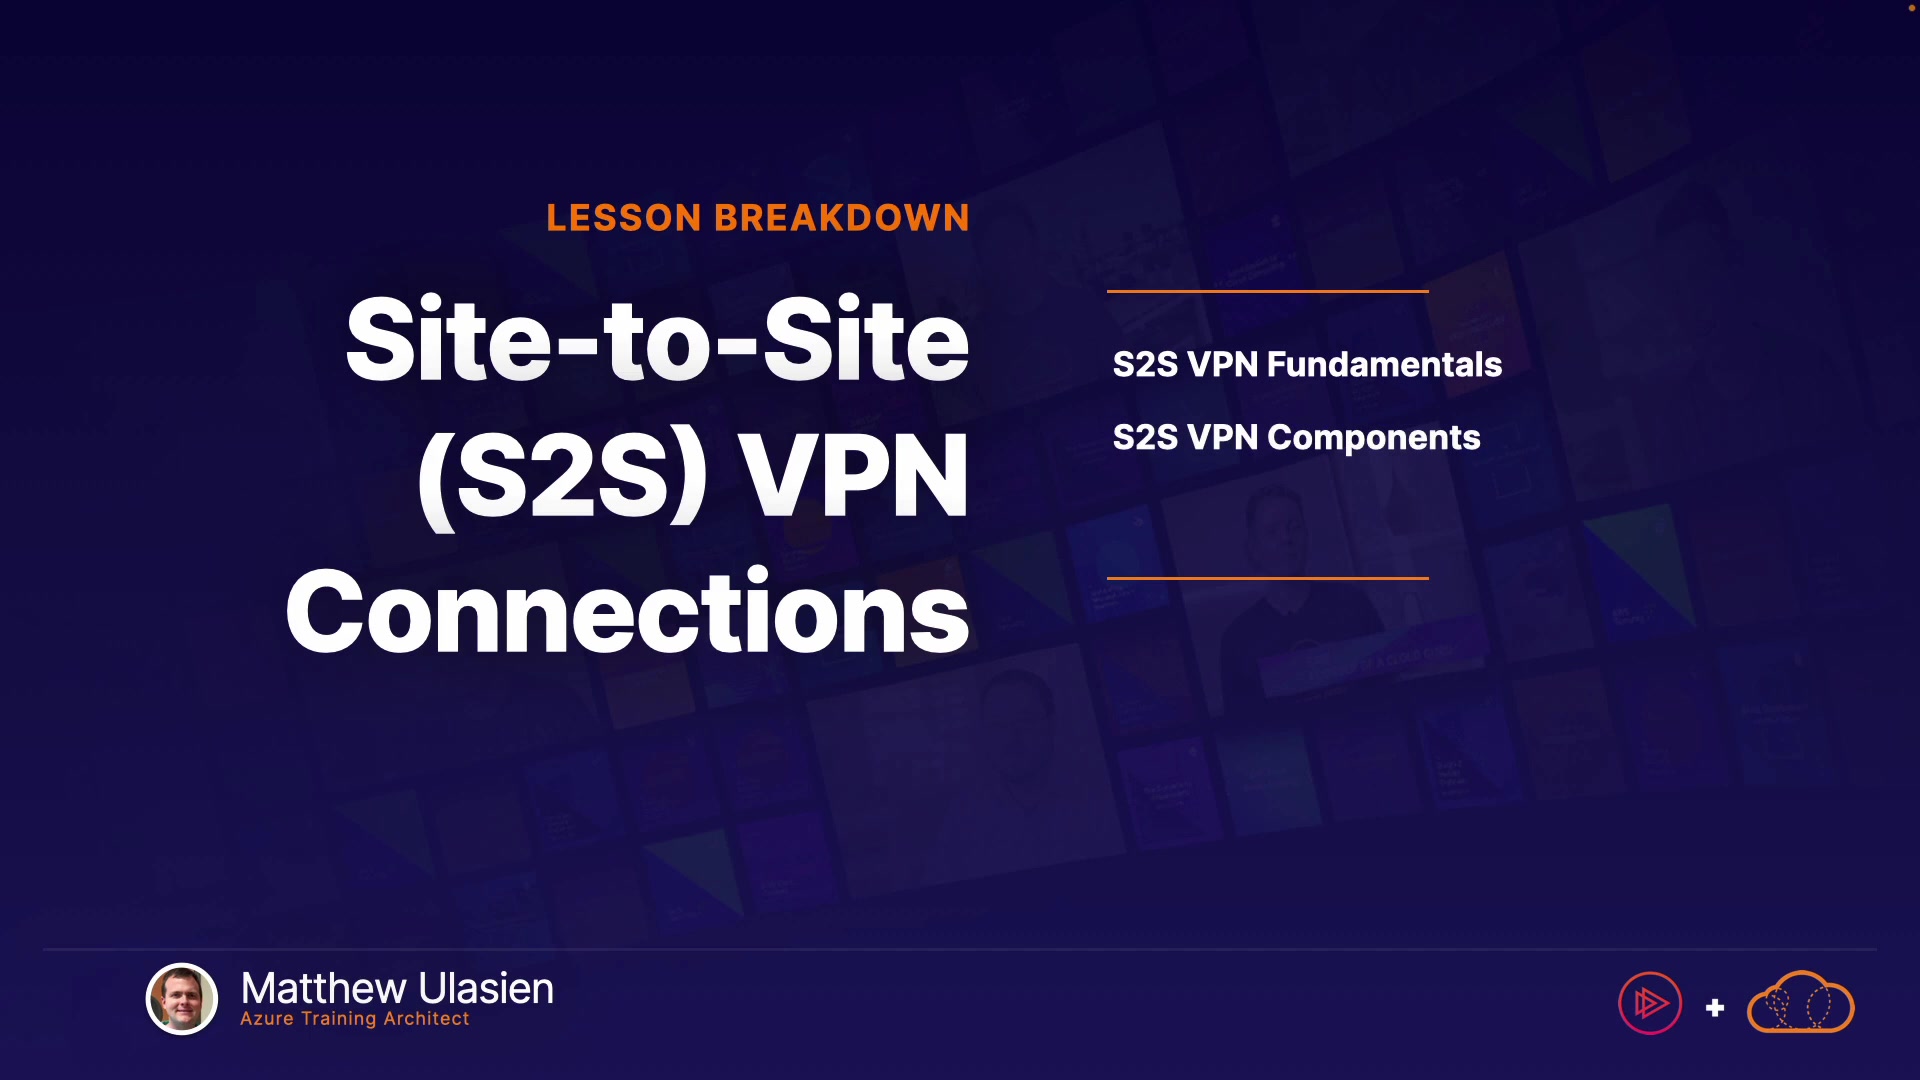 LESSON BREAKDOWN
Site-to-Site
(S2S) VPN
Connections
S2S VPN Fundamentals
S2S VPN Components
Matthew Ulasien
Azure Training Architect